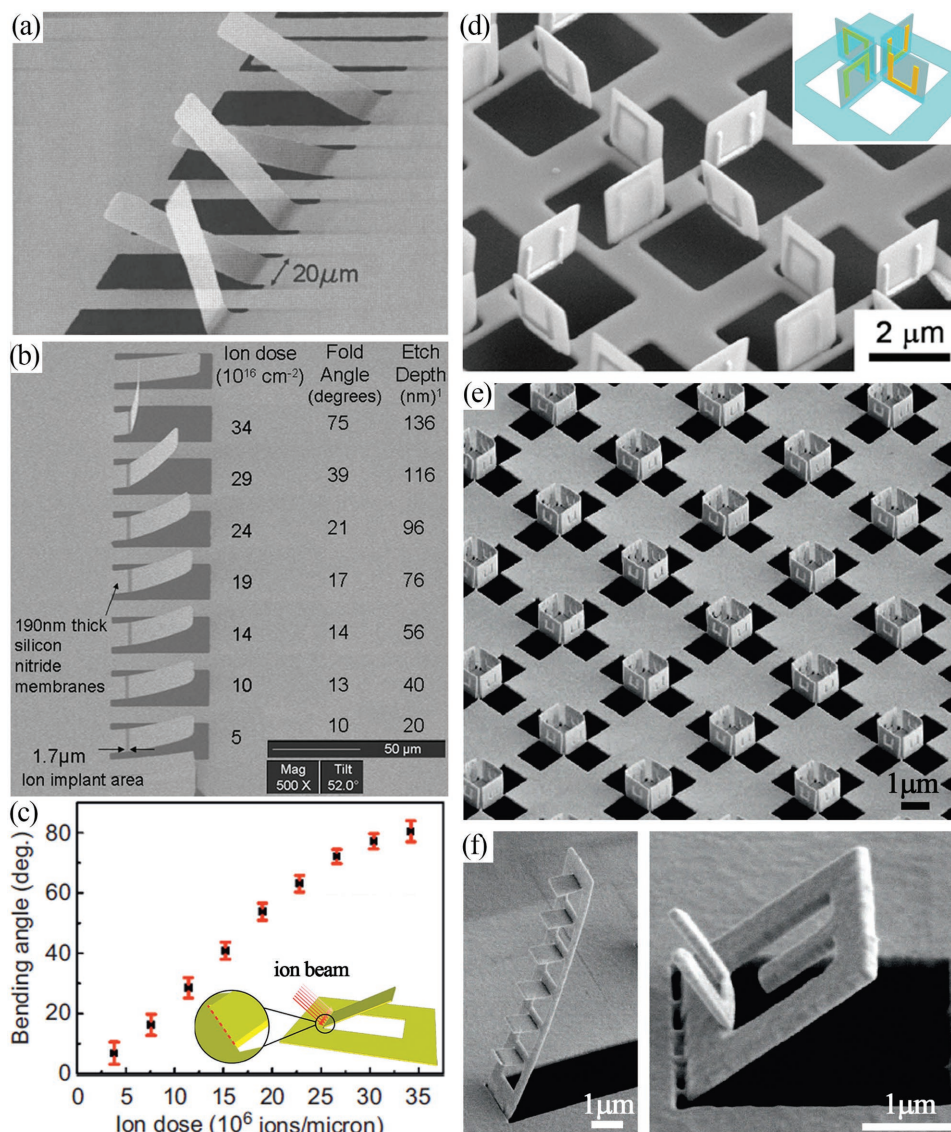 (a)
20μm
(b)
Ion dose Fold Etch
(10¹⁶ cm⁻²) Angle Depth
(degrees) (nm)¹
34 75 136
29 39 116
24 21 96
19 17 76
190nm thick
silicon
nitride
membranes
14 14 56
10 13 40
5 10 20
1.7μm
Ion implant area
50 μm
Mag Tilt
500 X 52.0°
(c)
Bending angle (deg.)
80
60
40
20
0
ion beam
0 5 10 15 20 25 30 35
Ion dose (10⁶ ions/micron)
(d)
2 μm
(e)
1μm
(f)
1μm
1μm